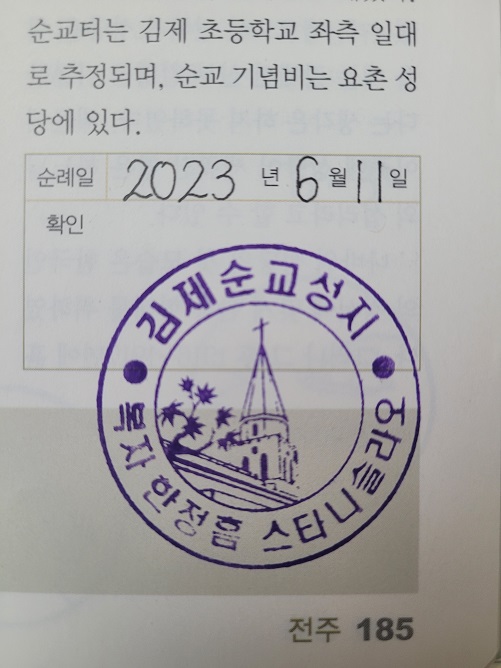 순교터는 김제 초등학교 좌측 일대
로 추정되며, 순교 기념비는 요촌 성
당에 있다.
순례일 2023 년 6 월 11 일
확인
김제순교성지
복자 한정흠 스타니슬라오
전주 185